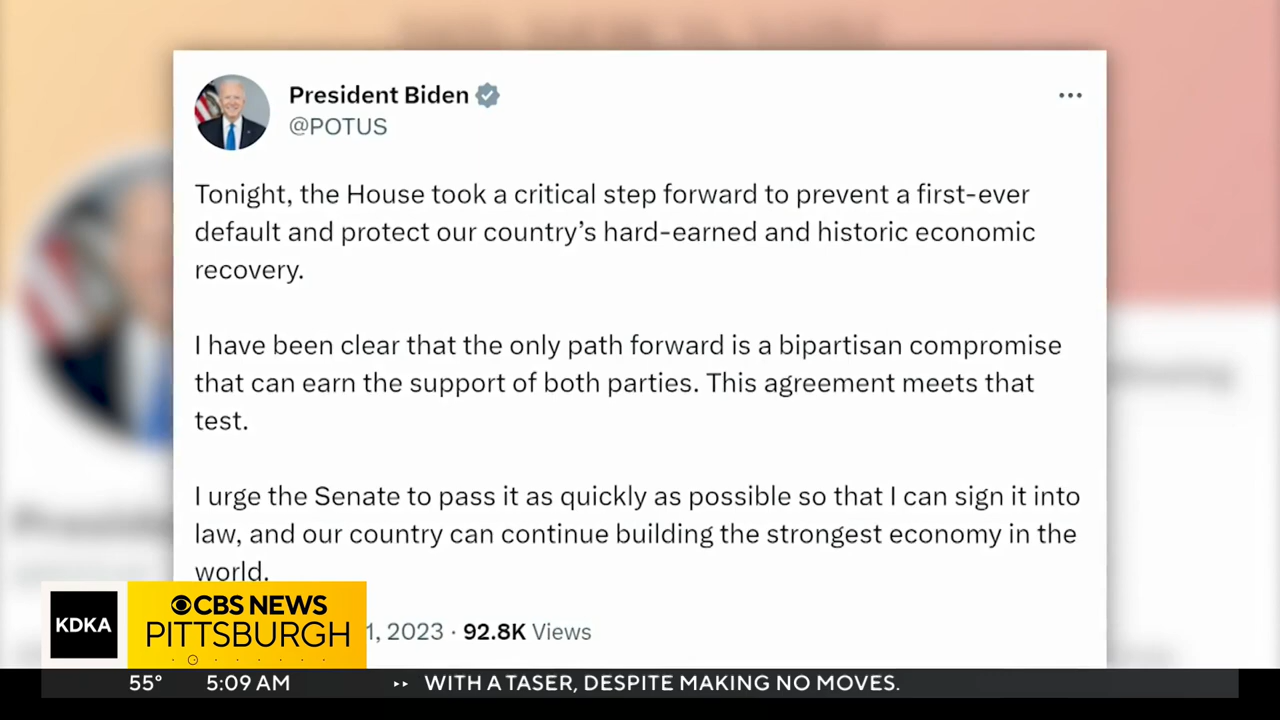 President Biden
@POTUS
Tonight, the House took a critical step forward to prevent a first-ever
default and protect our country’s hard-earned and historic economic
recovery.
I have been clear that the only path forward is a bipartisan compromise
that can earn the support of both parties. This agreement meets that
test.
I urge the Senate to pass it as quickly as possible so that I can sign it into
law, and our country can continue building the strongest economy in the
world.
1, 2023 · 92.8K Views
KDKA
CBS NEWS
PITTSBURGH
55° 5:09 AM WITH A TASER, DESPITE MAKING NO MOVES.